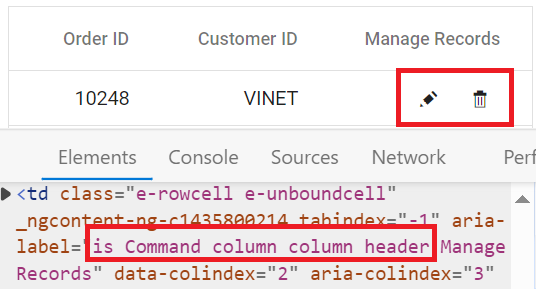 Order ID Customer ID Manage Records
10248 VINET
Elements Console Sources Network Perf
<td class="e-rowcell e-unboundcell"
_ngcontent-ng-c1435800214 tabindex="-1" aria-
label="is Command column column header Manage
Records" data-colindex="2" aria-colindex="3"